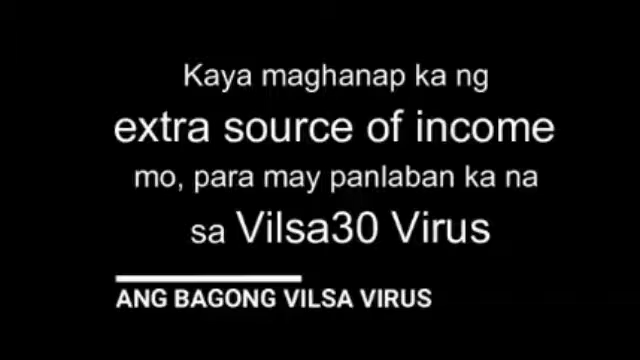 Kaya maghanap ka ng
extra source of income
mo, para may panlaban ka na
sa Vilsa30 Virus
ANG BAGONG VILSA VIRUS